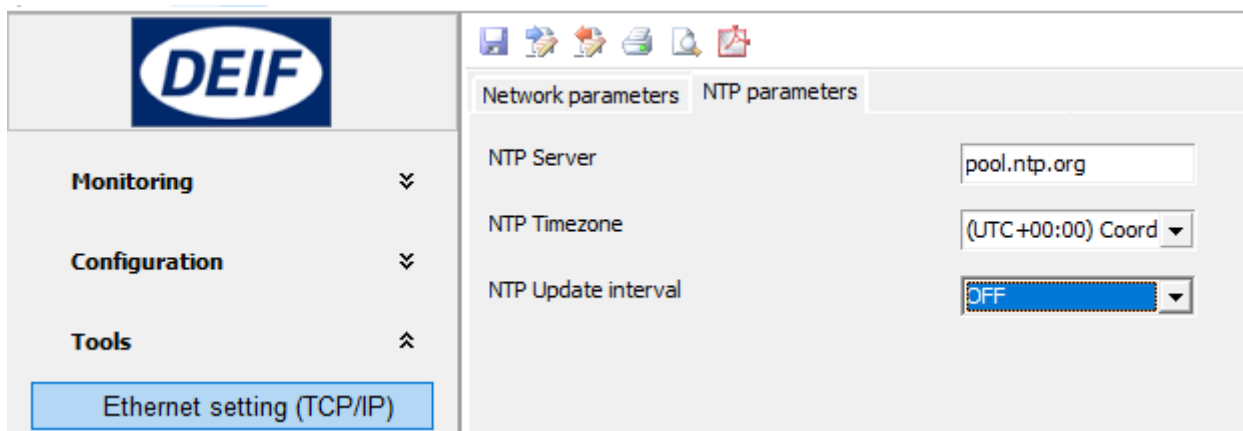 DEIF
Network parameters NTP parameters
Monitoring
Configuration
Tools
Ethernet setting (TCP/IP)
NTP Server pool.ntp.org
NTP Timezone (UTC+00:00) Coord
NTP Update interval OFF